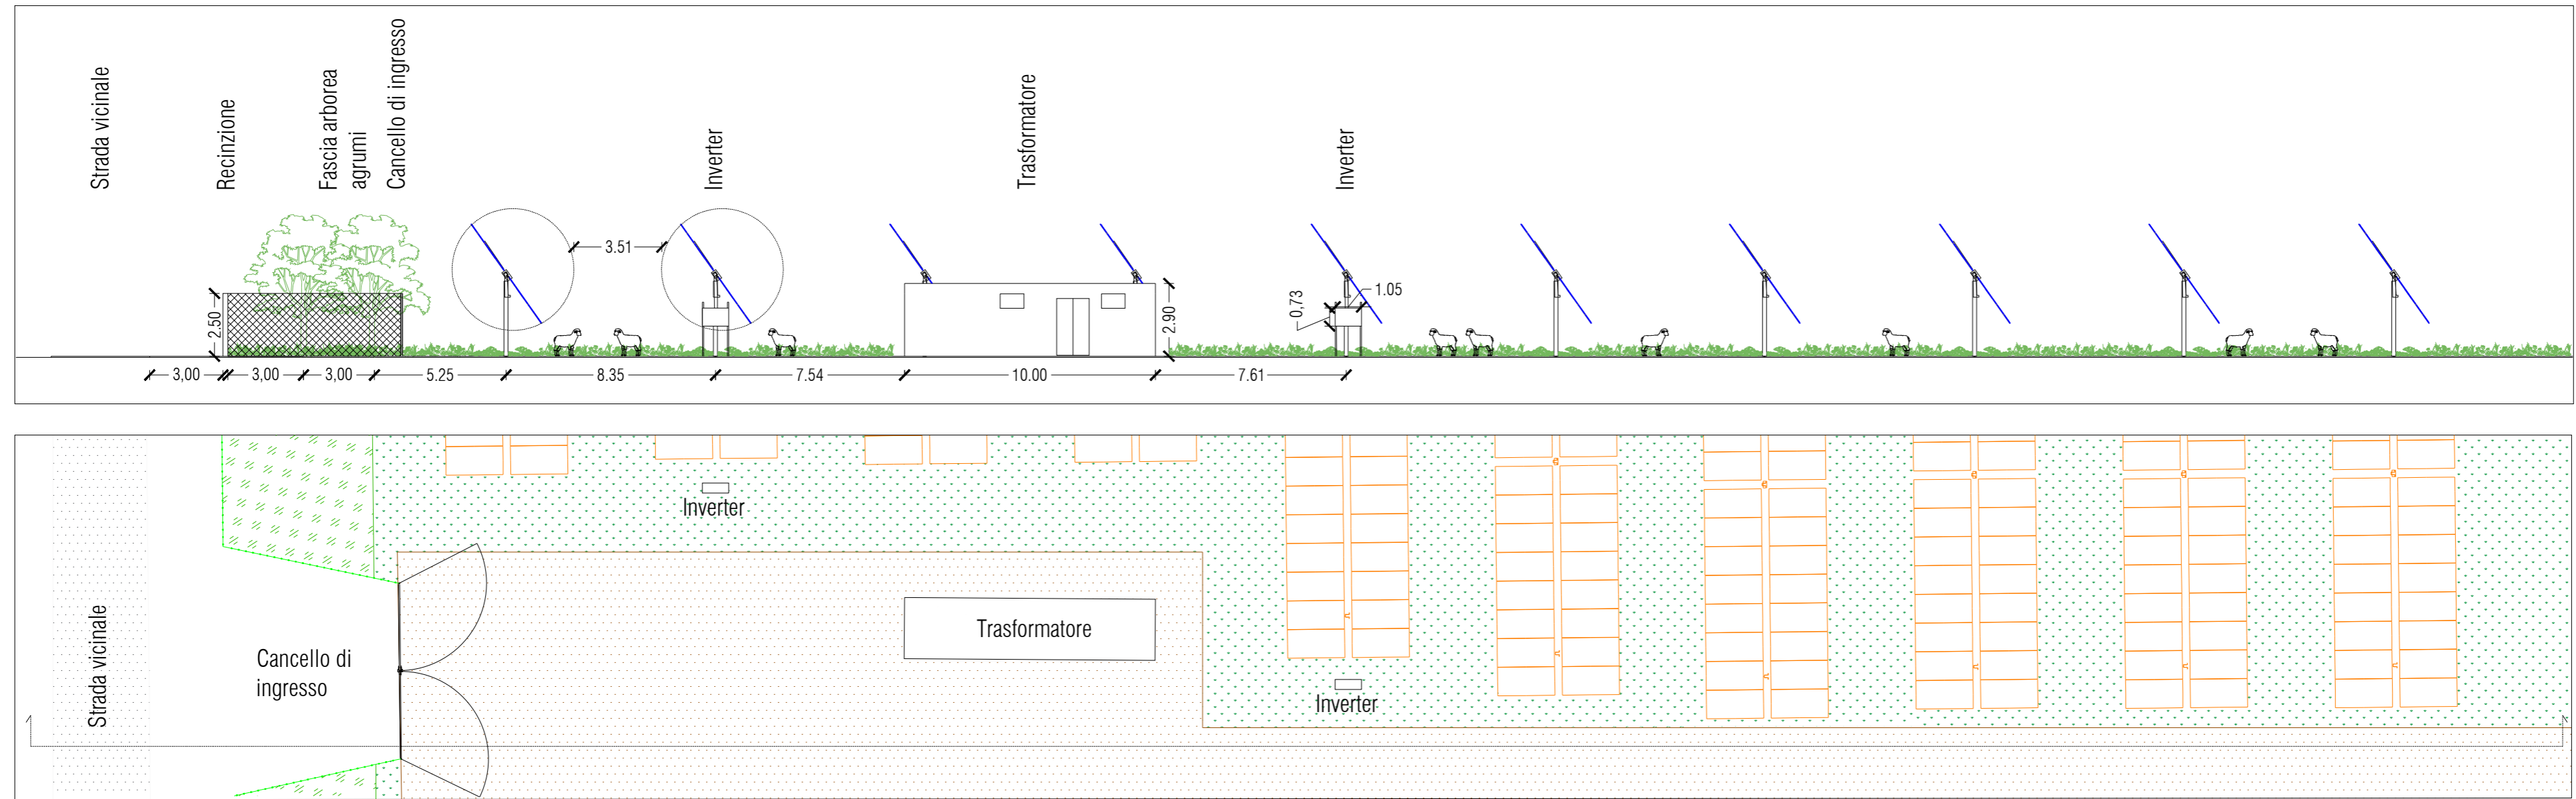 Strada vicinale
Recinzione
Fascia arborea
agrumi
Cancello di ingresso
Inverter
Trasformatore
Inverter
3.51
2.50
2.90
0,73
1.05
3,00
3,00
3,00
5.25
8.35
7.54
10.00
7.61
Inverter
Strada vicinale
Cancello di
ingresso
Trasformatore
Inverter